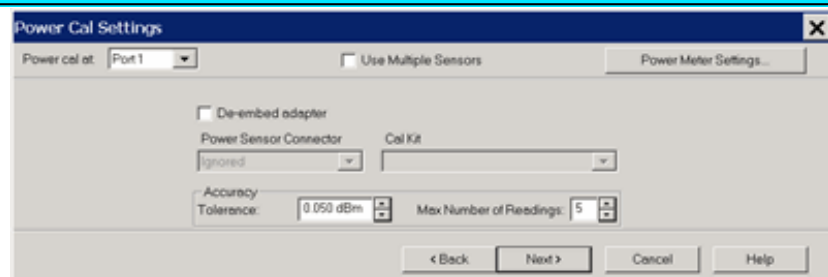 Power Cal Settings
Power cal at: Port 1 Use Multiple Sensors Power Meter Settings...
De-embed adapter
Power Sensor Connector Cal Kit
Ignored
Accuracy
Tolerance: 0.050 dBm Max Number of Readings: 5
< Back Next > Cancel Help